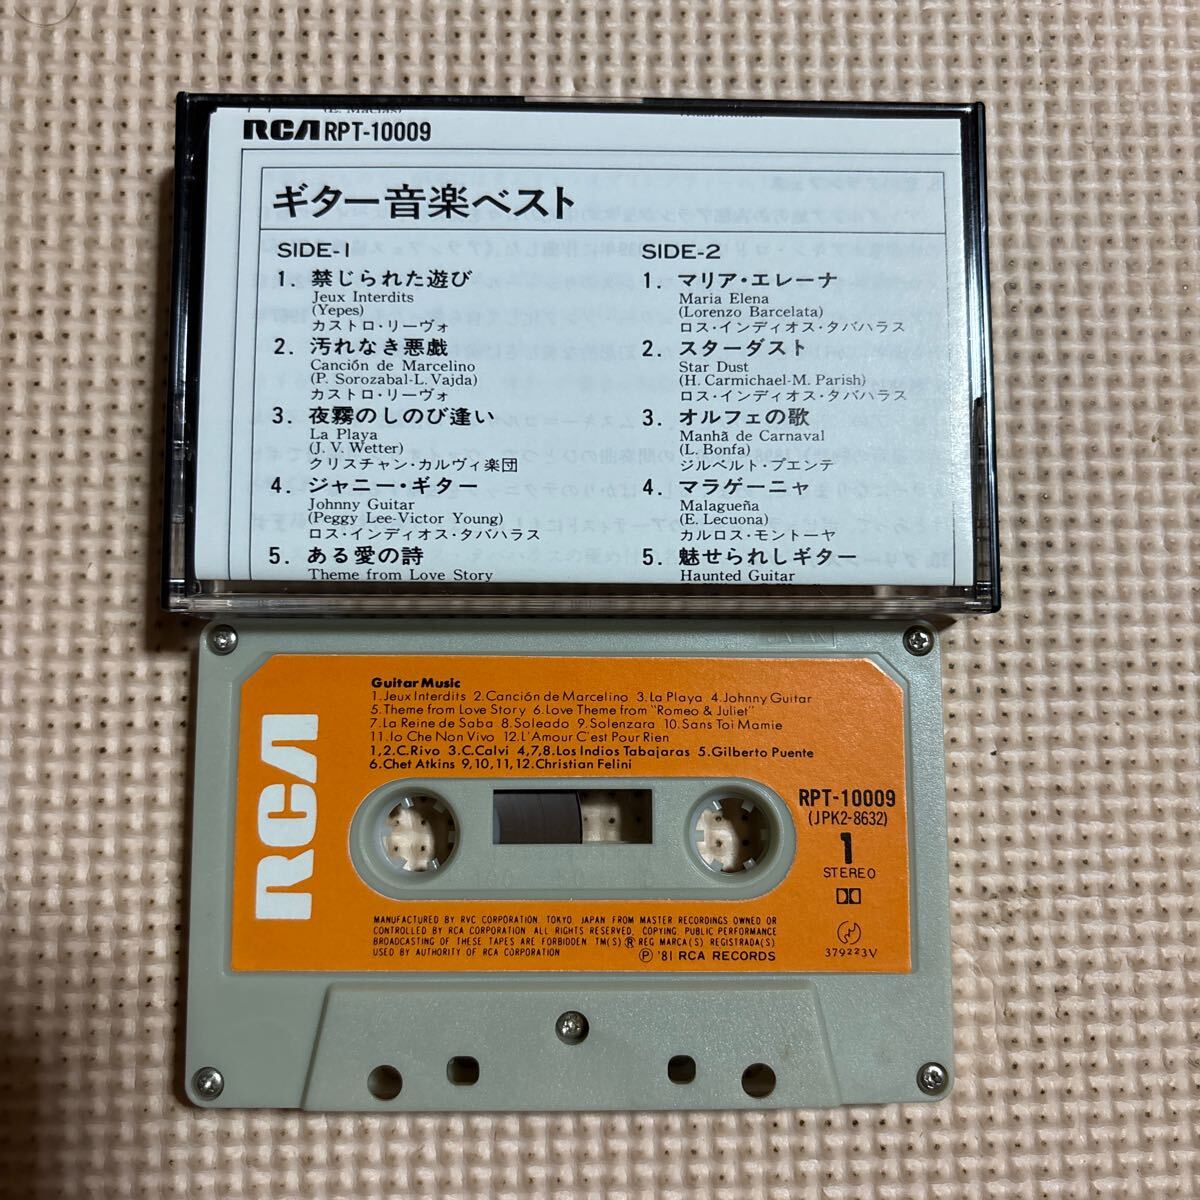 RCA RPT-10009
ギター音楽ベスト
SIDE-1
1. 禁じられた遊び
Jeux Interdits
(Yepes)
カストロ・リーヴォ
2. 汚れなき悪戯
Canción de Marcelino
(P. Sorozabal-L. Vajda)
カストロ・リーヴォ
3. 夜霧のしのび逢い
La Playa
(J. V. Wetter)
クリスチャン・カルヴィ楽団
4. ジャニー・ギター
Johnny Guitar
(Peggy Lee-Victor Young)
ロス・インディオス・タバハラス
5. ある愛の詩
Theme from Love Story
SIDE-2
1. マリア・エレーナ
Maria Elena
(Lorenzo Barcelata)
ロス・インディオス・タバハラス
2. スターダスト
Star Dust
(H. Carmichael-M. Parish)
ロス・インディオス・タバハラス
3. オルフェの歌
Manhã de Carnaval
(L. Bonfa)
ジルベルト・プエンテ
4. マラゲーニャ
Malagueña
(E. Lecuona)
カルロス・モントーヤ
5. 魅せられしギター
Haunted Guitar
RCA
Guitar Music
1. Jeux Interdits 2. Canción de Marcelino 3. La Playa 4. Johnny Guitar
5. Theme from Love Story 6. Love Theme from "Romeo & Juliet"
7. La Reine de Saba 8. Soleado 9. Solenzara 10. Sans Toi Mamie
11. Io Che Non Vivo 12. L'Amour C'est Pour Rien
1,2. C. Rivo 3. C. Calvi 4,7,8. Los Indios Tabajaras 5. Gilberto Puente
6. Chet Atkins 9,10,11,12. Christian Felini
RPT-10009
(JPK2-8632)
1
STEREO
379223V
MANUFACTURED BY RVC CORPORATION. TOKYO. JAPAN FROM MASTER RECORDINGS OWNED OR
CONTROLLED BY RCA CORPORATION. ALL RIGHTS RESERVED. COPYING. PUBLIC PERFORMANCE
BROADCASTING OF THESE TAPES ARE FORBIDDEN TM(S) ® REG MARCA(S) REGISTRADA(S)
USED BY AUTHORITY OF RCA CORPORATION
Ⓟ '81 RCA RECORDS